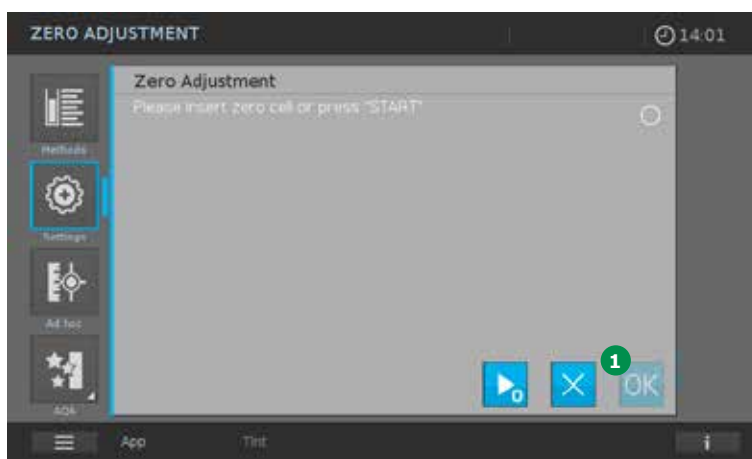 ZERO ADJUSTMENT
14:01
Zero Adjustment
Please insert zero cell or press "START"
Methods
Settings
Ad hoc
AQA
0
1
OK
App
Tint
i